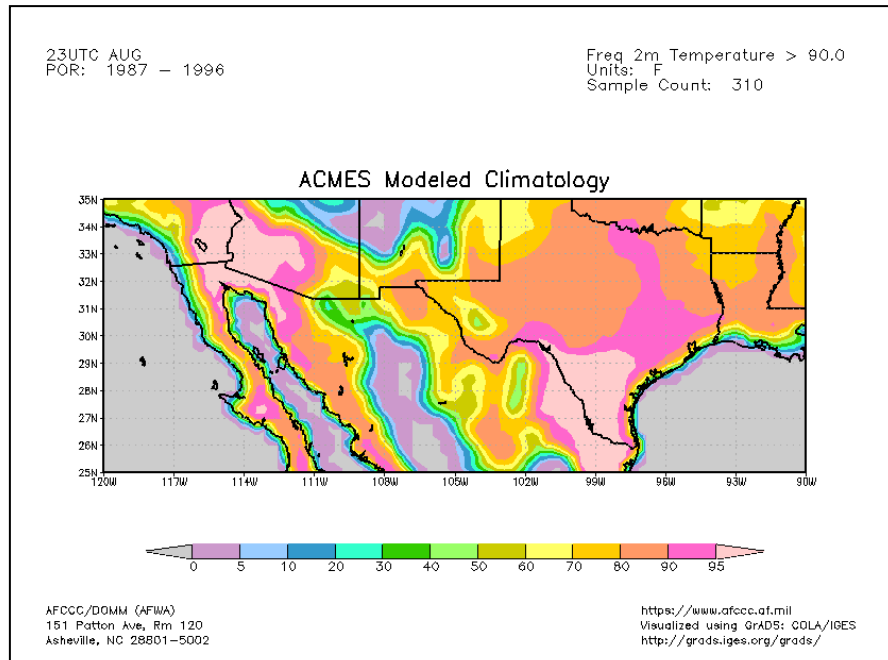 23UTC AUG
POR: 1987 – 1996
Freq 2m Temperature > 90.0
Units: F
Sample Count: 310
ACMES Modeled Climatology
35N
34N
33N
32N
31N
30N
29N
28N
27N
26N
25N
120W 117W 114W 111W 108W 105W 102W 99W 96W 93W 90W
0 5 10 20 30 40 50 60 70 80 90 95
AFCCC/DOMM (AFWA)
151 Patton Ave, Rm 120
Asheville, NC 28801–5002
https://www.afccc.af.mil
Visualized using GrADS: COLA/IGES
http://grads.iges.org/grads/